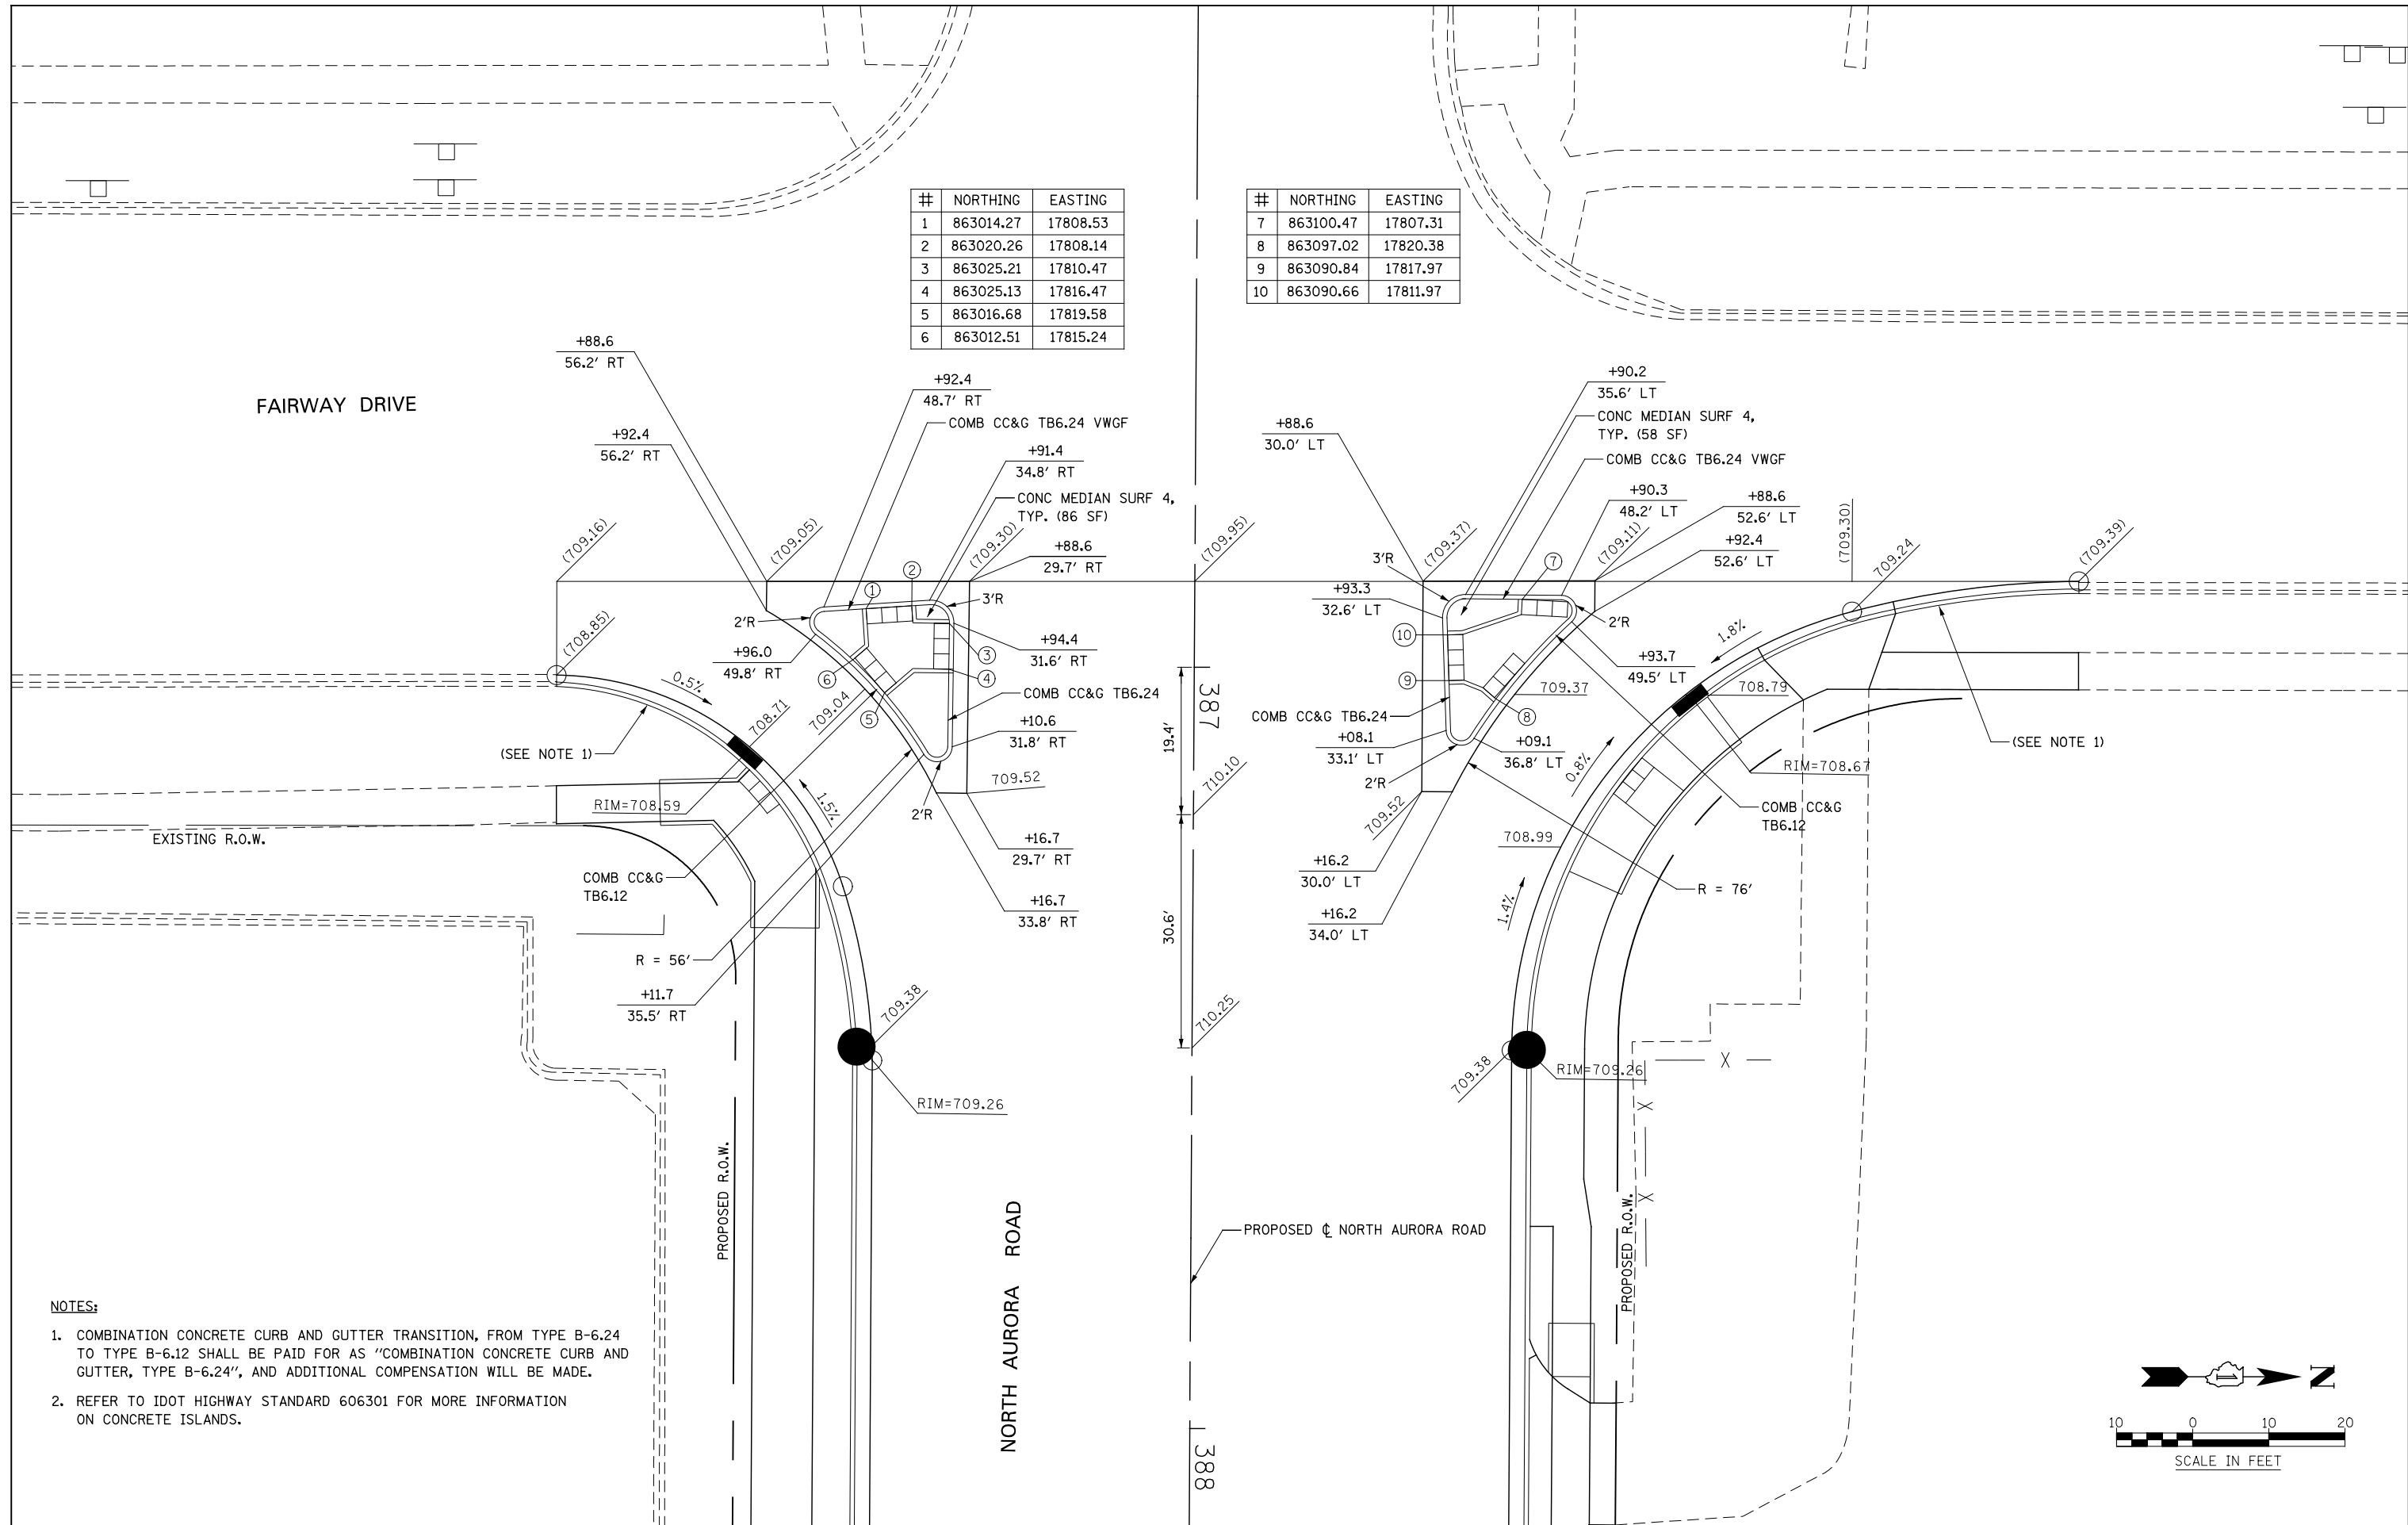 # NORTHING EASTING
1 863014.27 17808.53
2 863020.26 17808.14
3 863025.21 17810.47
4 863025.13 17816.47
5 863016.68 17819.58
6 863012.51 17815.24
# NORTHING EASTING
7 863100.47 17807.31
8 863097.02 17820.38
9 863090.84 17817.97
10 863090.66 17811.97
FAIRWAY DRIVE
+88.6
56.2' RT
+92.4
56.2' RT
+92.4
48.7' RT
COMB CC&G TB6.24 VWGF
+91.4
34.8' RT
CONC MEDIAN SURF 4,
TYP. (86 SF)
+88.6
29.7' RT
(709.16)
(709.05)
(709.30)
(709.95)
(708.85)
1
2
3
4
5
6
2'R
3'R
+94.4
31.6' RT
+96.0
49.8' RT
COMB CC&G TB6.24
+10.6
31.8' RT
709.52
2'R
+16.7
29.7' RT
+16.7
33.8' RT
0.5%
708.71
709.04
1.5%
(SEE NOTE 1)
RIM=708.59
EXISTING R.O.W.
COMB CC&G
TB6.12
R = 56'
+11.7
35.5' RT
709.38
RIM=709.26
387
19.4'
710.10
30.6'
710.25
388
+88.6
30.0' LT
+90.2
35.6' LT
CONC MEDIAN SURF 4,
TYP. (58 SF)
COMB CC&G TB6.24 VWGF
+90.3
48.2' LT
+88.6
52.6' LT
+92.4
52.6' LT
(709.37)
(709.11)
(709.30)
709.24
(709.39)
3'R
+93.3
32.6' LT
7
8
9
10
2'R
+93.7
49.5' LT
709.37
1.8%
708.79
COMB CC&G TB6.24
+08.1
33.1' LT
2'R
+09.1
36.8' LT
709.52
+16.2
30.0' LT
+16.2
34.0' LT
0.8%
708.99
1.4%
RIM=708.67
(SEE NOTE 1)
COMB CC&G
TB6.12
R = 76'
709.38
RIM=709.26
X
X
X
PROPOSED R.O.W.
NORTH AURORA ROAD
PROPOSED ℄ NORTH AURORA ROAD
PROPOSED R.O.W.
NOTES:
1. COMBINATION CONCRETE CURB AND GUTTER TRANSITION, FROM TYPE B-6.24
TO TYPE B-6.12 SHALL BE PAID FOR AS "COMBINATION CONCRETE CURB AND
GUTTER, TYPE B-6.24", AND ADDITIONAL COMPENSATION WILL BE MADE.
2. REFER TO IDOT HIGHWAY STANDARD 606301 FOR MORE INFORMATION
ON CONCRETE ISLANDS.
N
10 0 10 20
SCALE IN FEET